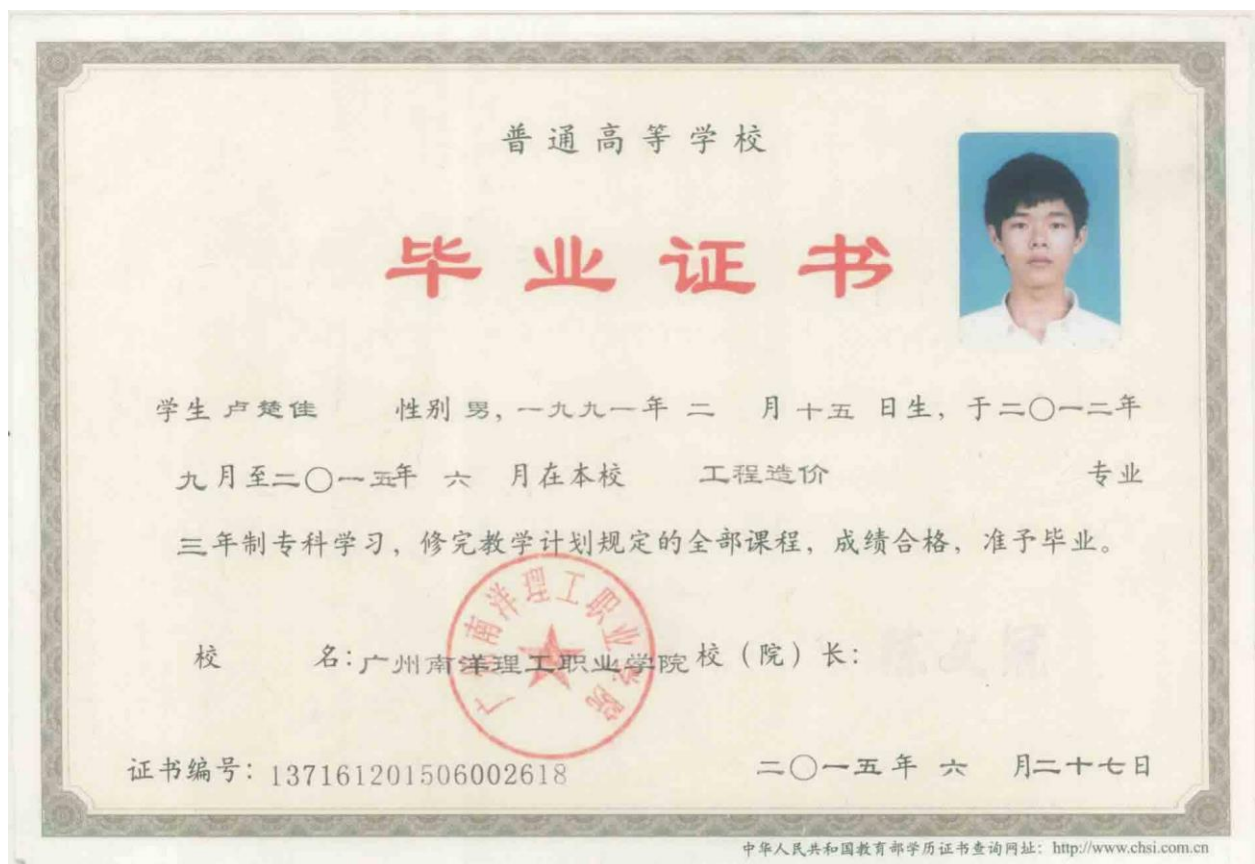 普通高等学校
毕业证书
学生 卢楚佳 性别 男，一九九一年 二 月 十五 日生，于二〇一二年
九月至二〇一五年 六 月在本校 工程造价 专业
三年制专科学习，修完教学计划规定的全部课程，成绩合格，准予毕业。
广州南洋理工职业学院
校 名：广州南洋理工职业学院 校（院）长：
证书编号：137161201506002618 二〇一五年 六 月二十七日
中华人民共和国教育部学历证书查询网址：http://www.chsi.com.cn